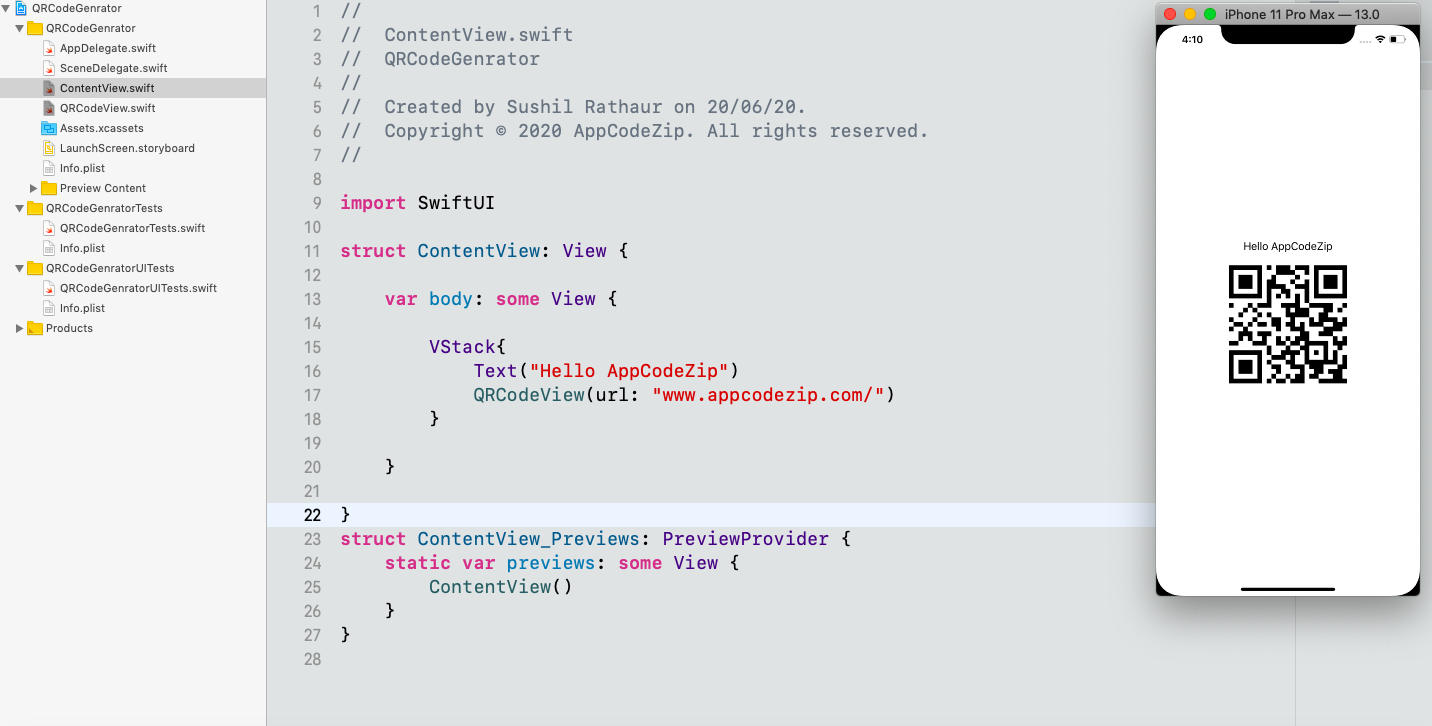 QRCodeGenrator
QRCodeGenrator
AppDelegate.swift
SceneDelegate.swift
ContentView.swift
QRCodeView.swift
Assets.xcassets
LaunchScreen.storyboard
Info.plist
Preview Content
QRCodeGenratorTests
QRCodeGenratorTests.swift
Info.plist
QRCodeGenratorUITests
QRCodeGenratorUITests.swift
Info.plist
Products
1 //
2 //  ContentView.swift
3 //  QRCodeGenrator
4 //
5 //  Created by Sushil Rathaur on 20/06/20.
6 //  Copyright © 2020 AppCodeZip. All rights reserved.
7 //
8
9 import SwiftUI
10
11 struct ContentView: View {
12
13     var body: some View {
14
15         VStack{
16             Text("Hello AppCodeZip")
17             QRCodeView(url: "www.appcodezip.com/")
18         }
19
20     }
21
22 }
23 struct ContentView_Previews: PreviewProvider {
24     static var previews: some View {
25         ContentView()
26     }
27 }
28
iPhone 11 Pro Max — 13.0
4:10
Hello AppCodeZip